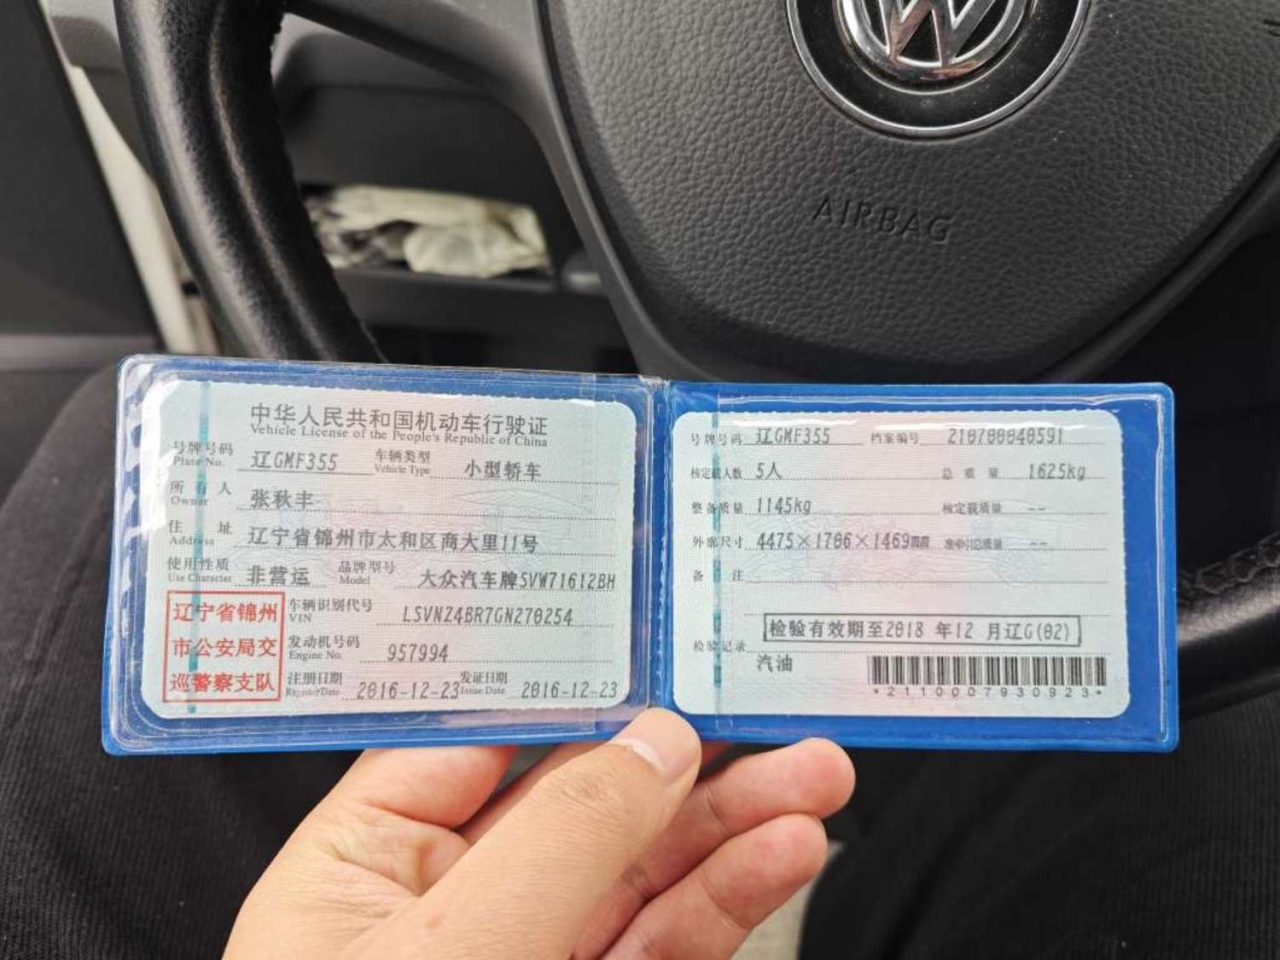 AIRBAG
中华人民共和国机动车行驶证
Vehicle License of the People's Republic of China
号牌号码 辽GMF355 车辆类型 小型轿车
Plate No. Vehicle Type
所有人 张秋丰
Owner
住址 辽宁省锦州市太和区商大里11号
Address
使用性质 非营运 品牌型号 大众汽车牌SVW71612BH
Use Character Model
辽宁省锦州
市公安局交
巡警察支队
车辆识别代号 LSVNZ4BR7GN270254
VIN
发动机号码 957994
Engine No.
注册日期 2016-12-23 发证日期 2016-12-23
Register Date Issue Date
号牌号码 辽GMF355 档案编号 210700040591
核定载人数 5人 总质量 1625kg
整备质量 1145kg 核定载质量 --
外廓尺寸 4475×1706×1469 准牵引总质量 --
备注
检验有效期至2018 年12 月辽G(02)
检验记录
汽油
*2110007930923*